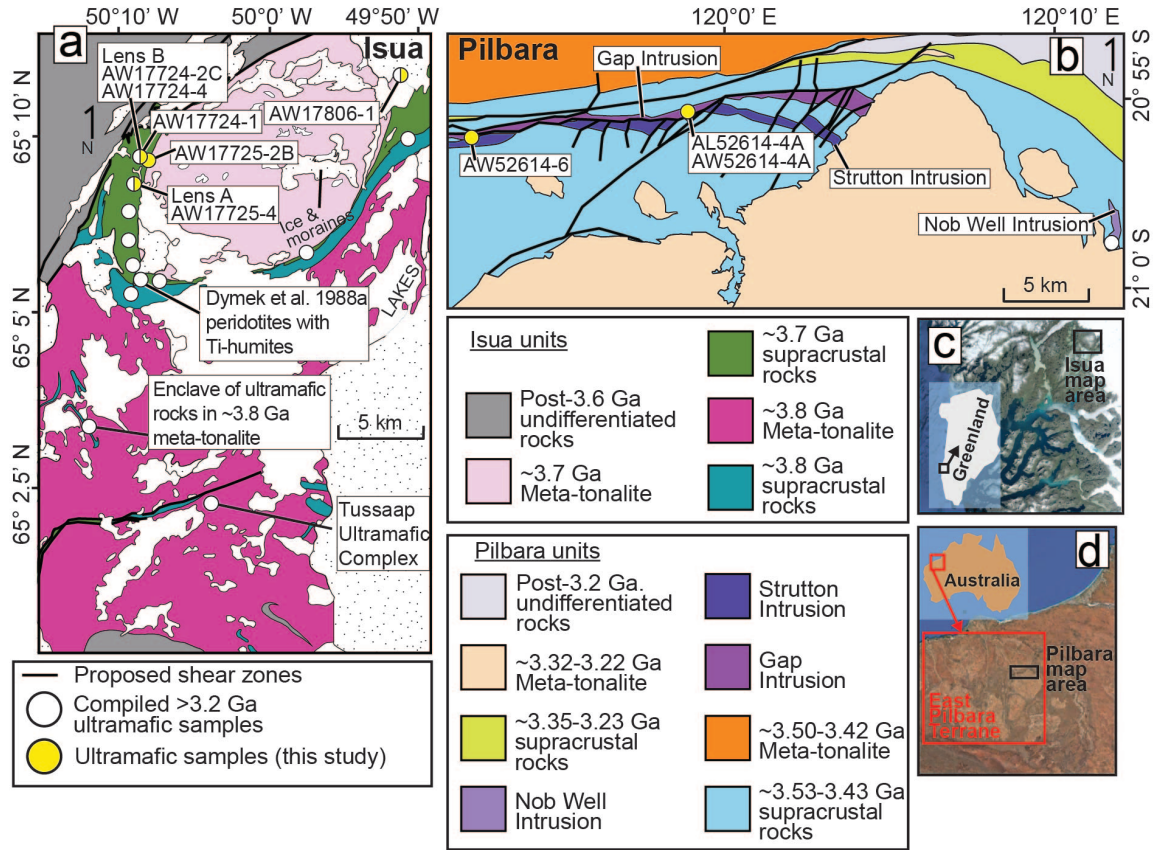 50°10' W
50°00' W
49°50' W
a
Isua
Lens B
AW17724-2C
AW17724-4
AW17724-1
AW17806-1
AW17725-2B
Lens A
AW17725-4
Ice &
moraines
LAKES
Dymek et al. 1988a
peridotites with
Ti-humites
Enclave of ultramafic
rocks in ~3.8 Ga
meta-tonalite
5 km
Tussaap
Ultramafic
Complex
N
65° 10' N
65° 5' N
65° 2.5' N
Proposed shear zones
Compiled >3.2 Ga
ultramafic samples
Ultramafic samples (this study)
120°0' E
120°10' E
Pilbara
b
Gap Intrusion
AW52614-6
AL52614-4A
AW52614-4A
Strutton Intrusion
Nob Well Intrusion
5 km
N
20° 55' S
21° 0' S
Isua units
Post-3.6 Ga
undifferentiated
rocks
~3.7 Ga
Meta-tonalite
~3.7 Ga
supracrustal
rocks
~3.8 Ga
Meta-tonalite
~3.8 Ga
supracrustal
rocks
Pilbara units
Post-3.2 Ga.
undifferentiated
rocks
~3.32-3.22 Ga
Meta-tonalite
~3.35-3.23 Ga
supracrustal
rocks
Nob Well
Intrusion
Strutton
Intrusion
Gap
Intrusion
~3.50-3.42 Ga
Meta-tonalite
~3.53-3.43 Ga
supracrustal
rocks
c
Isua
map
area
Greenland
d
Australia
Pilbara
map
area
East
Pilbara
Terrane